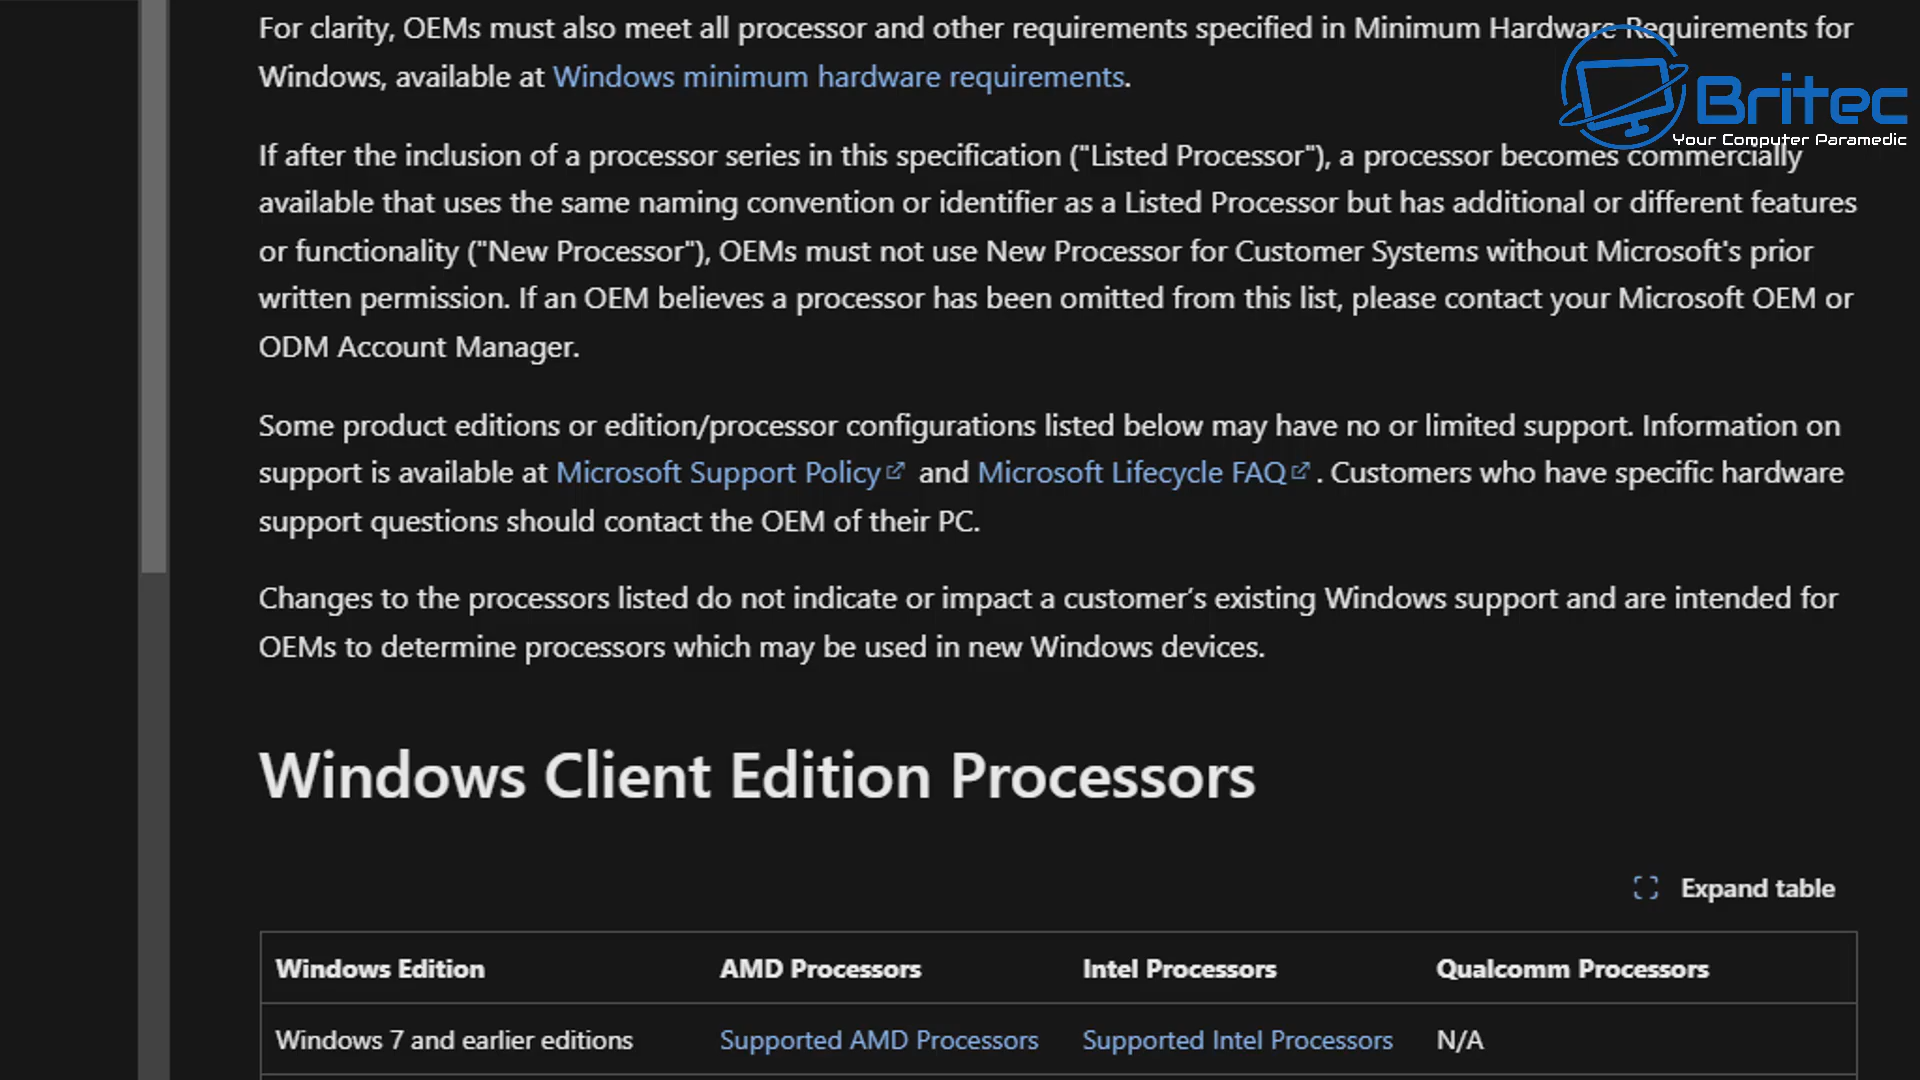 For clarity, OEMs must also meet all processor and other requirements specified in Minimum Hardware Requirements for
Windows, available at Windows minimum hardware requirements.
Britec
Your Computer Paramedic
If after the inclusion of a processor series in this specification ("Listed Processor"), a processor becomes commercially
available that uses the same naming convention or identifier as a Listed Processor but has additional or different features
or functionality ("New Processor"), OEMs must not use New Processor for Customer Systems without Microsoft's prior
written permission. If an OEM believes a processor has been omitted from this list, please contact your Microsoft OEM or
ODM Account Manager.
Some product editions or edition/processor configurations listed below may have no or limited support. Information on
support is available at Microsoft Support Policy and Microsoft Lifecycle FAQ. Customers who have specific hardware
support questions should contact the OEM of their PC.
Changes to the processors listed do not indicate or impact a customer’s existing Windows support and are intended for
OEMs to determine processors which may be used in new Windows devices.
Windows Client Edition Processors
Expand table
Windows Edition AMD Processors Intel Processors Qualcomm Processors
Windows 7 and earlier editions Supported AMD Processors Supported Intel Processors N/A